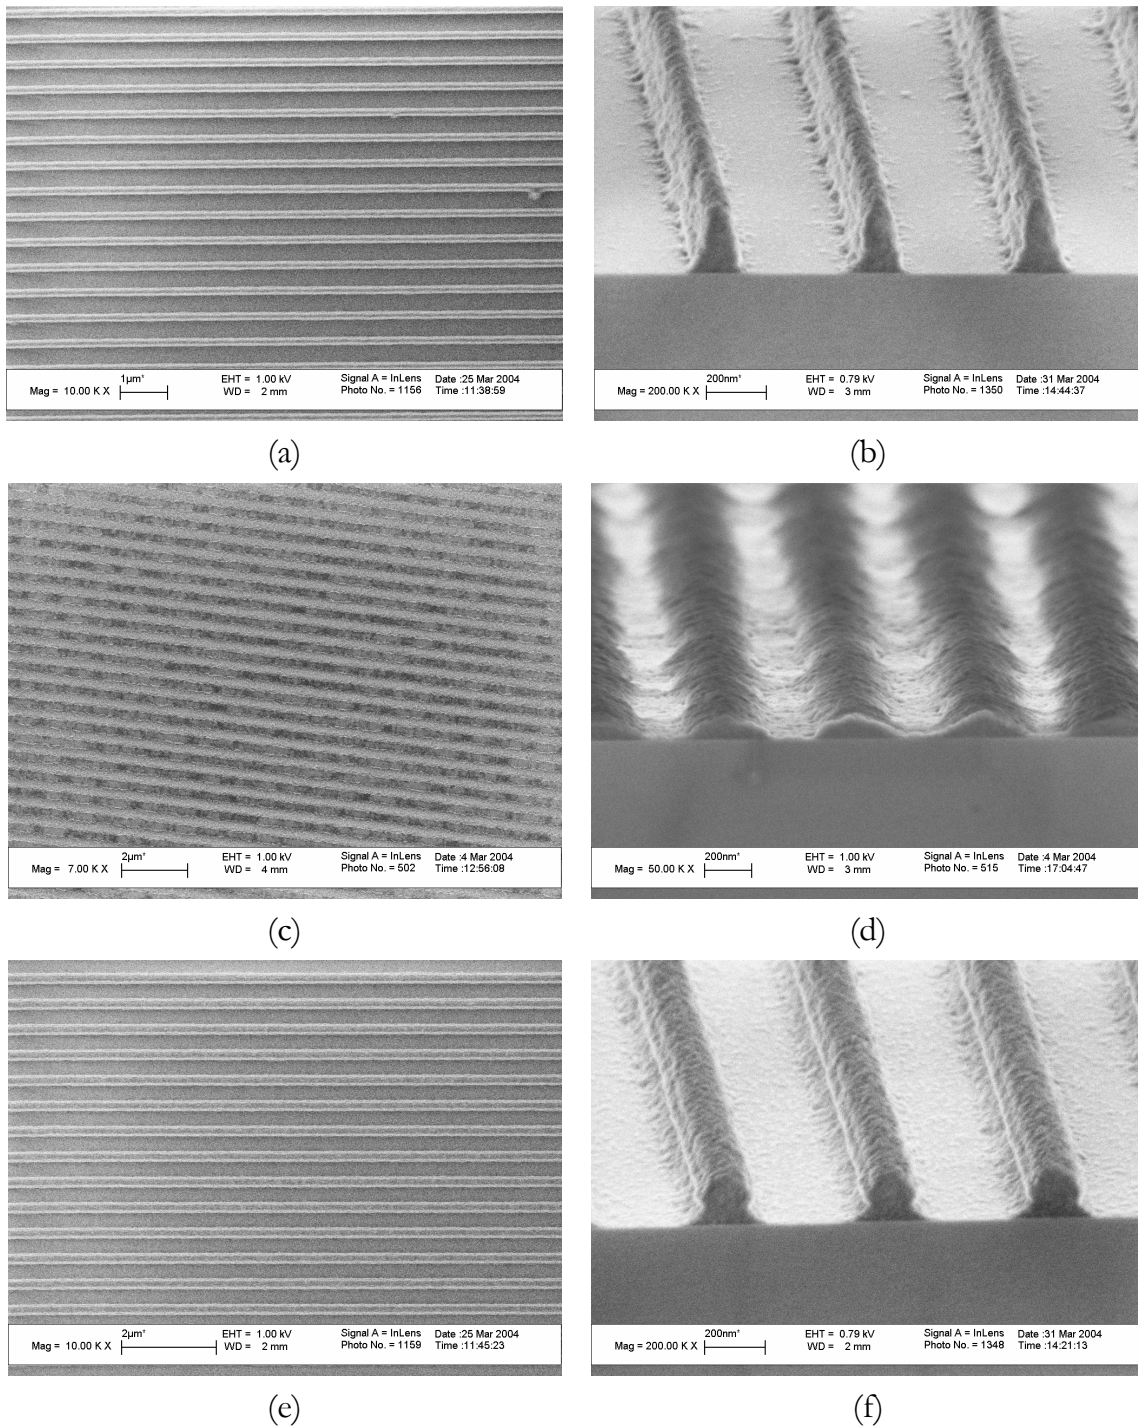 1µm*
Mag = 10.00 K X
EHT = 1.00 kV
WD = 2 mm
Signal A = InLens
Photo No. = 1156
Date :25 Mar 2004
Time :11:38:59
200nm*
Mag = 200.00 K X
EHT = 0.79 kV
WD = 3 mm
Signal A = InLens
Photo No. = 1350
Date :31 Mar 2004
Time :14:44:37
(a)
(b)
2µm*
Mag = 7.00 K X
EHT = 1.00 kV
WD = 4 mm
Signal A = InLens
Photo No. = 502
Date :4 Mar 2004
Time :12:56:08
200nm*
Mag = 50.00 K X
EHT = 1.00 kV
WD = 3 mm
Signal A = InLens
Photo No. = 515
Date :4 Mar 2004
Time :17:04:47
(c)
(d)
2µm*
Mag = 10.00 K X
EHT = 1.00 kV
WD = 2 mm
Signal A = InLens
Photo No. = 1159
Date :25 Mar 2004
Time :11:45:23
200nm*
Mag = 200.00 K X
EHT = 0.79 kV
WD = 2 mm
Signal A = InLens
Photo No. = 1348
Date :31 Mar 2004
Time :14:21:13
(e)
(f)